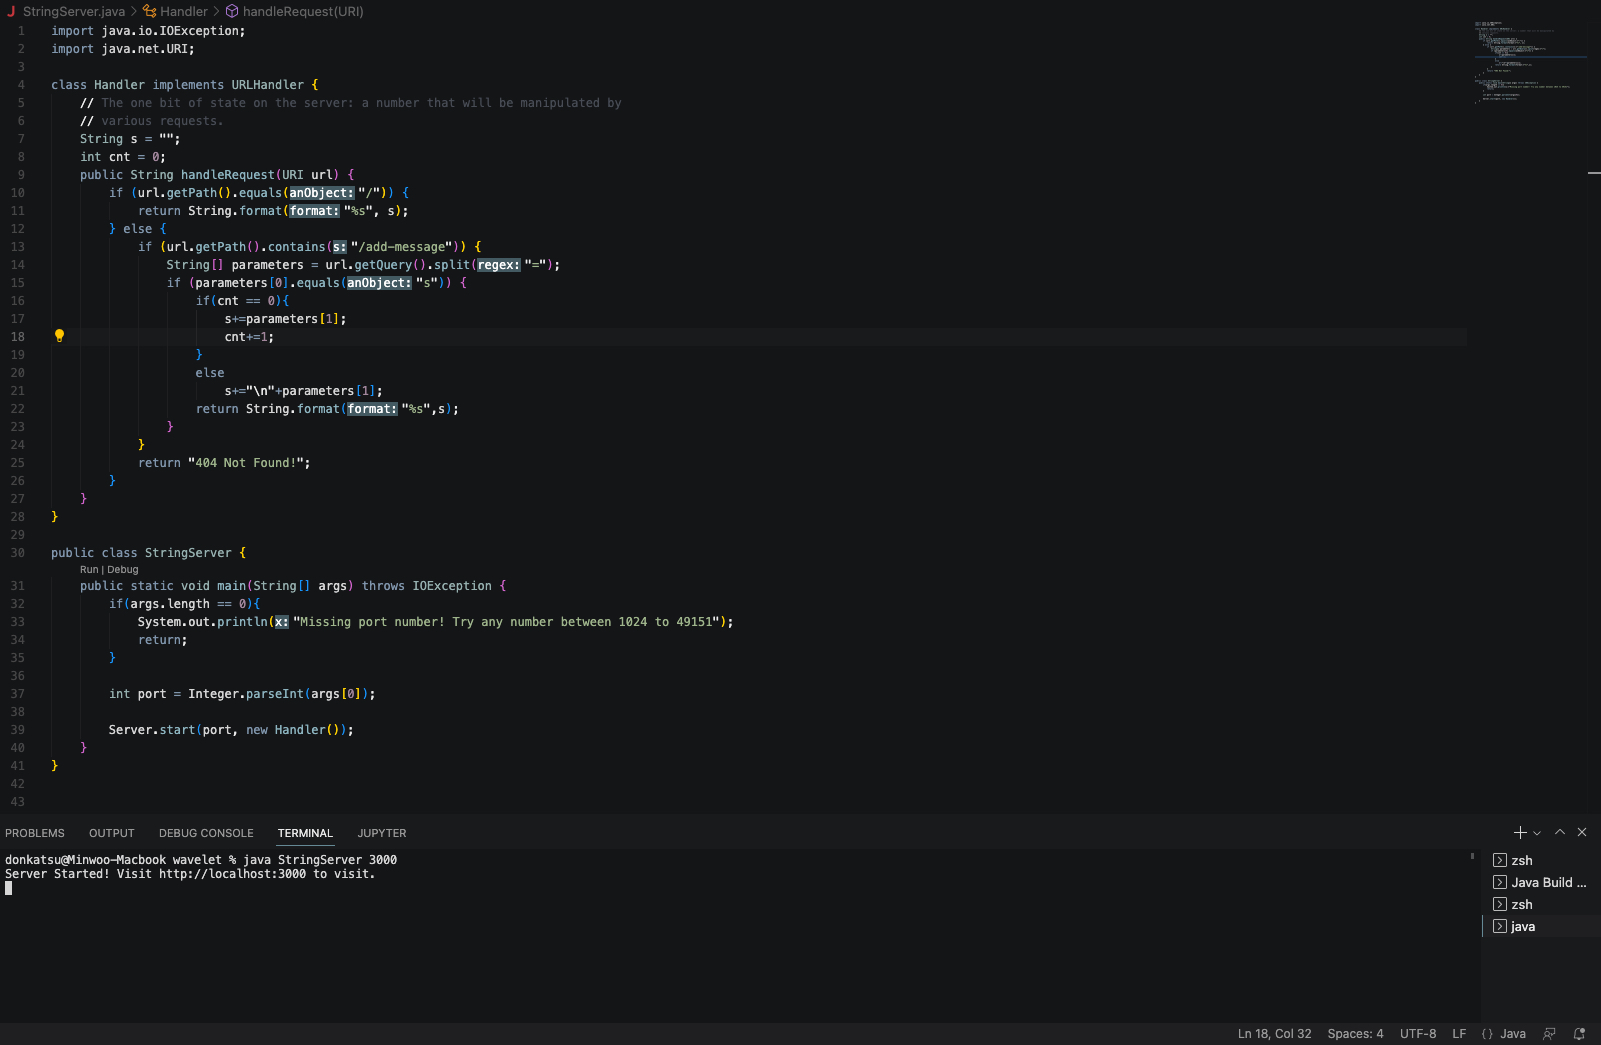 StringServer.java > Handler > handleRequest(URI)
1 import java.io.IOException;
2 import java.net.URI;
3
4 class Handler implements URLHandler {
5 // The one bit of state on the server: a number that will be manipulated by
6 // various requests.
7 String s = "";
8 int cnt = 0;
9 public String handleRequest(URI url) {
10 if (url.getPath().equals(anObject: "/")) {
11 return String.format(format: "%s", s);
12 } else {
13 if (url.getPath().contains(s: "/add-message")) {
14 String[] parameters = url.getQuery().split(regex: "=");
15 if (parameters[0].equals(anObject: "s")) {
16 if(cnt == 0){
17 s+=parameters[1];
18 cnt+=1;
19 }
20 else
21 s+="\n"+parameters[1];
22 return String.format(format: "%s",s);
23 }
24 }
25 return "404 Not Found!";
26 }
27 }
28 }
29
30 public class StringServer {
Run | Debug
31 public static void main(String[] args) throws IOException {
32 if(args.length == 0){
33 System.out.println(x: "Missing port number! Try any number between 1024 to 49151");
34 return;
35 }
36
37 int port = Integer.parseInt(args[0]);
38
39 Server.start(port, new Handler());
40 }
41 }
42
43
PROBLEMS OUTPUT DEBUG CONSOLE TERMINAL JUPYTER
donkatsu@Minwoo-Macbook wavelet % java StringServer 3000
Server Started! Visit http://localhost:3000 to visit.
zsh
Java Build ...
zsh
java
Ln 18, Col 32 Spaces: 4 UTF-8 LF {} Java